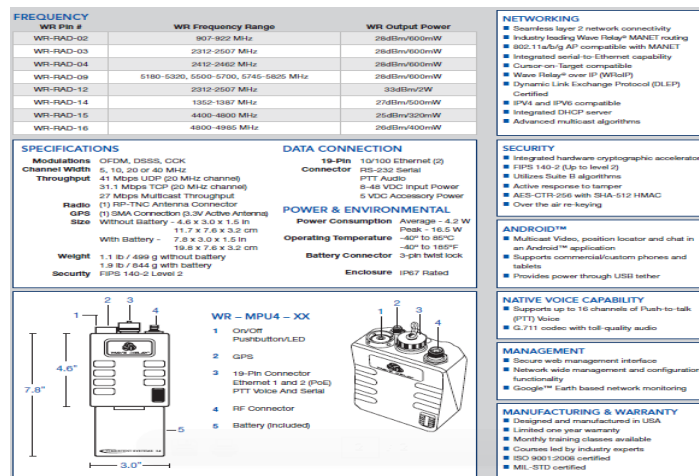 FREQUENCY
WR Pin # WR Frequency Range WR Output Power
WR-RAD-02 907-922 MHz 28dBm/600mW
WR-RAD-03 2312-2507 MHz 28dBm/600mW
WR-RAD-04 2412-2462 MHz 28dBm/600mW
WR-RAD-09 5180-5320, 5500-5700, 5745-5825 MHz 28dBm/600mW
WR-RAD-12 2312-2507 MHz 33dBm/2W
WR-RAD-14 1352-1387 MHz 27dBm/500mW
WR-RAD-15 4400-4800 MHz 25dBm/320mW
WR-RAD-16 4800-4985 MHz 26dBm/400mW
SPECIFICATIONS
Modulations OFDM, DSSS, CCK
Channel Width 5, 10, 20 or 40 MHz
Throughput 41 Mbps UDP (20 MHz channel)
31.1 Mbps TCP (20 MHz channel)
27 Mbps Multicast Throughput
Radio (1) RP-TNC Antenna Connector
GPS (1) SMA Connection (3.3V Active Antenna)
Size Without Battery - 4.6 x 3.0 x 1.5 in
11.7 x 7.6 x 3.2 cm
With Battery - 7.8 x 3.0 x 1.5 in
19.8 x 7.6 x 3.2 cm
Weight 1.1 lb / 499 g without battery
1.9 lb / 844 g with battery
Security FIPS 140-2 Level 2
DATA CONNECTION
19-Pin 10/100 Ethernet (2)
Connector RS-232 Serial
PTT Audio
8-48 VDC Input Power
5 VDC Accessory Power
POWER & ENVIRONMENTAL
Power Consumption Average - 4.2 W
Peak - 16.5 W
Operating Temperature -40º to 85ºC
-40º to 185ºF
Battery Connector 3-pin twist lock
Enclosure IP67 Rated
1 2 3 4
4.6"
7.8"
5
3.0"
WR – MPU4 – XX
1 On/Off
Pushbutton/LED
2 GPS
3 19-Pin Connector
Ethernet 1 and 2 (PoE)
PTT Voice And Serial
4 RF Connector
5 Battery (Included)
1 2 3 4
NETWORKING
Seamless layer 2 network connectivity
Industry leading Wave Relay® MANET routing
802.11a/b/g AP compatible with MANET
Integrated serial-to-Ethernet capability
Cursor-on-Target compatible
Wave Relay® over IP (WRoIP)
Dynamic Link Exchange Protocol (DLEP)
Certified
IPV4 and IPV6 compatible
Integrated DHCP server
Advanced multicast algorithms
SECURITY
Integrated hardware cryptographic accelerator
FIPS 140-2 (Up to level 2)
Utilizes Suite B algorithms
Active response to tamper
AES-CTR-256 with SHA-512 HMAC
Over the air re-keying
ANDROID™
Multicast Video, position locator and chat in
an Android™ application
Supports commercial/custom phones and
tablets
Provides power through USB tether
NATIVE VOICE CAPABILITY
Supports up to 16 channels of Push-to-talk
(PTT) Voice
G.711 codec with toll-quality audio
MANAGEMENT
Secure web management interface
Network wide management and configuration
functionality
Google™ Earth based network monitoring
MANUFACTURING & WARRANTY
Designed and manufactured in USA
Limited one year warranty
Monthly training classes available
Courses led by industry experts
ISO 9001:2008 certified
MIL-STD certified